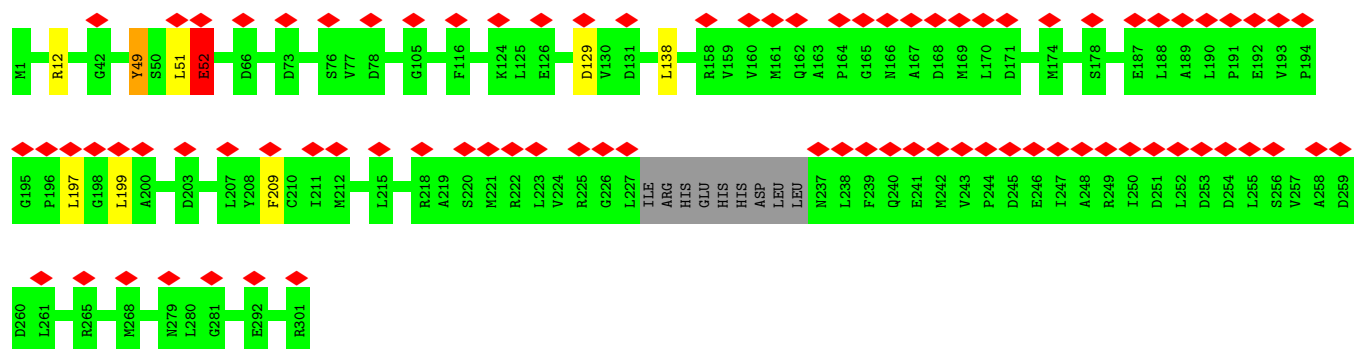 M1 R12 G42 Y49 S50 L51 E52 D66 D73 S76 V77 D78 G105 F116 K124 L125 E126 D129 V130 D131 L138 R158 V159 V160 M161 Q162 A163 P164 G165 N166 A167 D168 M169 L170 D171 M174 S178 E187 L188 A189 L190 P191 E192 V193 P194
G195 P196 L197 G198 L199 A200 D203 L207 Y208 F209 C210 I211 M212 L215 R218 A219 S220 M221 R222 L223 V224 R225 G226 L227 ILE ARG HIS GLU HIS HIS ASP LEU LEU N237 L238 F239 Q240 E241 M242 V243 P244 D245 E246 I247 A248 R249 I250 D251 L252 D253 D254 L255 S256 V257 A258 D259
D260 L261 R265 M268 N279 L280 G281 E292 R301